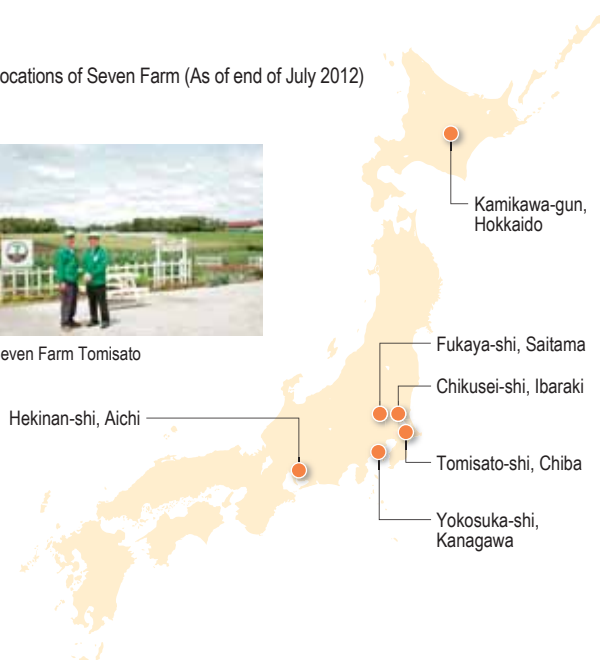 ocations of Seven Farm (As of end of July 2012)
Kamikawa-gun,
Hokkaido
even Farm Tomisato
Fukaya-shi, Saitama
Chikusei-shi, Ibaraki
Hekinan-shi, Aichi
Tomisato-shi, Chiba
Yokosuka-shi,
Kanagawa